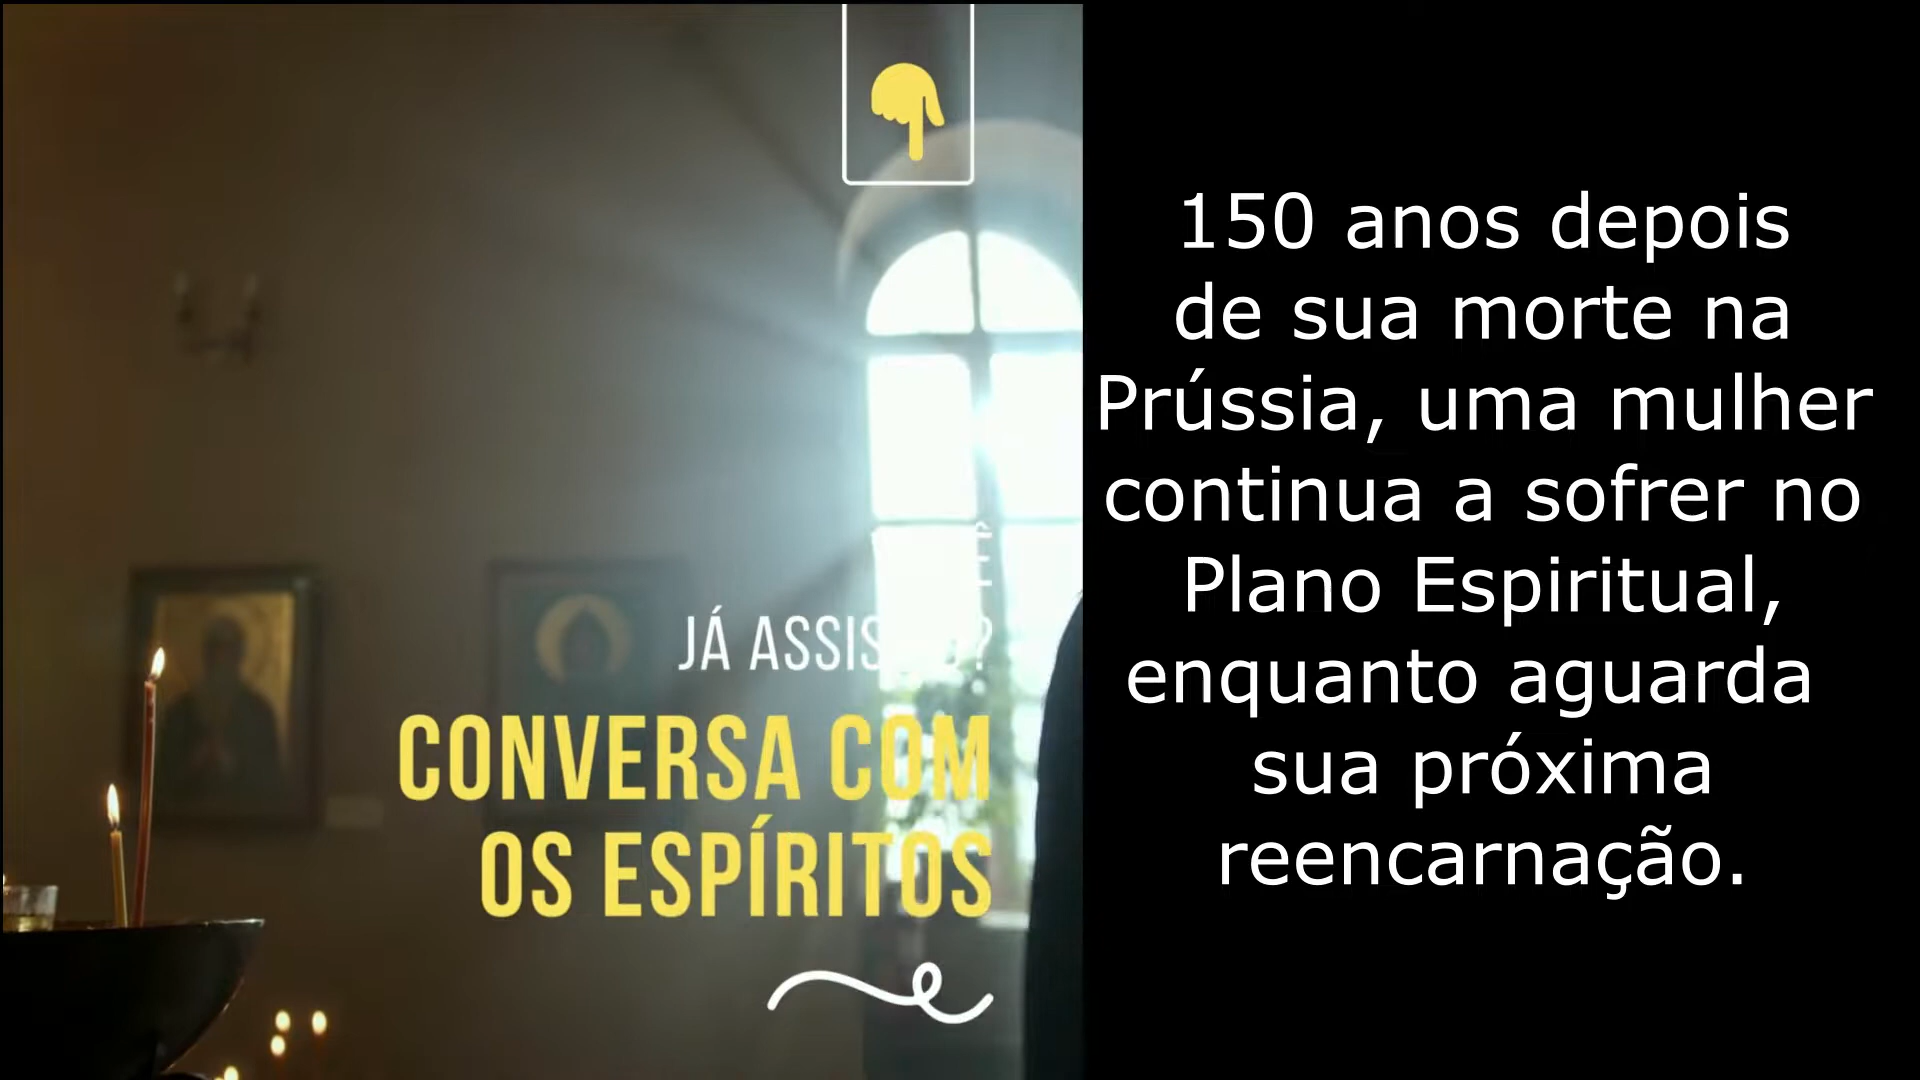 JÁ ASSISTIU?
CONVERSA COM
OS ESPÍRITOS
150 anos depois
de sua morte na
Prússia, uma mulher
continua a sofrer no
Plano Espiritual,
enquanto aguarda
sua próxima
reencarnação.